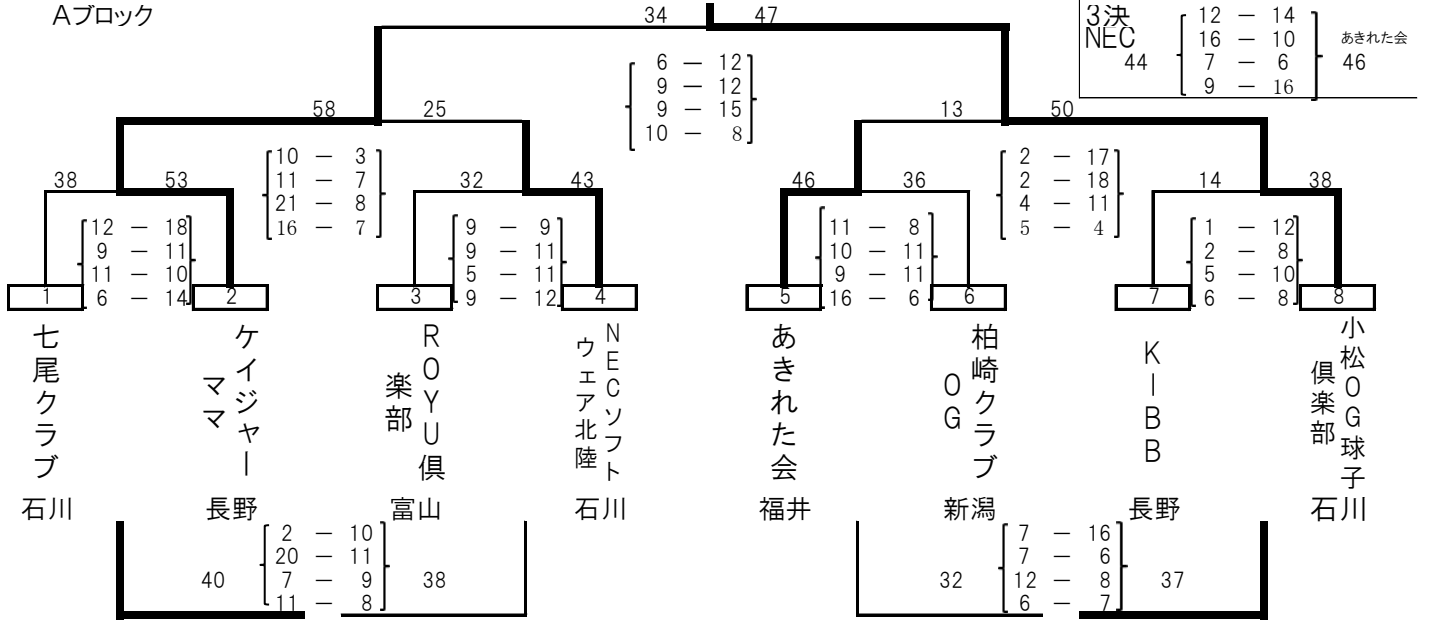 Aブロック
34 47
3決
NEC
44
12 － 14
16 － 10
7 － 6
9 － 16
あきれた会
46
6 － 12
9 － 12
9 － 15
10 － 8
58 25
13 50
10 － 3
11 － 7
21 － 8
16 － 7
2 － 17
2 － 18
4 － 11
5 － 4
38 53
32 43
46 36
14 38
12 － 18
9 － 11
11 － 10
6 － 14
9 － 9
9 － 11
5 － 11
9 － 12
11 － 8
10 － 11
9 － 11
16 － 6
1 － 12
2 － 8
5 － 10
6 － 8
1 2 3 4 5 6 7 8
七尾クラブ
ケイジャー
ママ
ROYU倶
楽部
NECソフト
ウェア北陸
あきれた会
柏崎クラブ
OG
KIBB
小松OG球子
倶楽部
石川 長野 富山 石川 福井 新潟 長野 石川
40
2 － 10
20 － 11
7 － 9
11 － 8
38
32
7 － 16
7 － 6
12 － 8
6 － 7
37